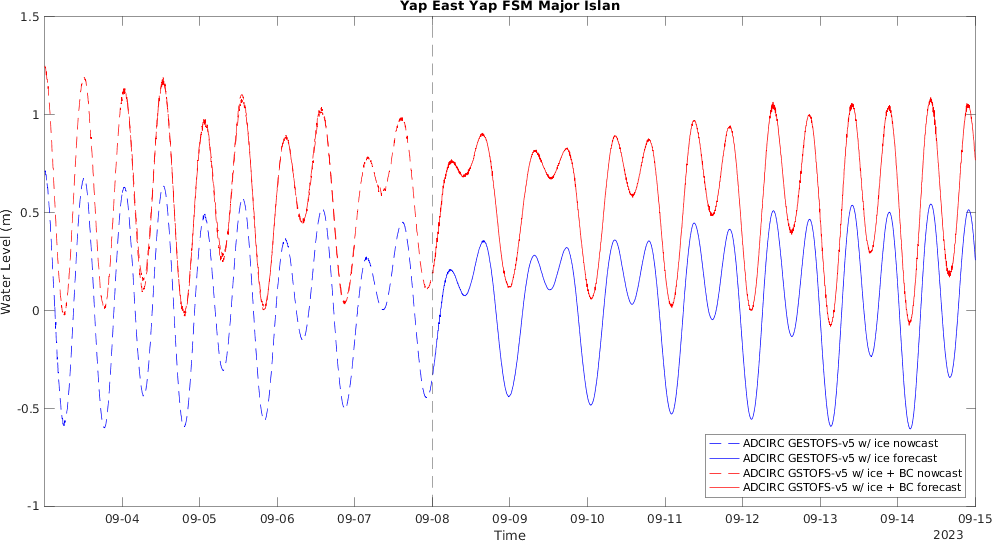 Yap East Yap FSM Major Islan
1.5
1
0.5
0
-0.5
-1
Water Level (m)
09-04
09-05
09-06
09-07
09-08
09-09
09-10
09-11
09-12
09-13
09-14
09-15
Time
2023
ADCIRC GESTOFS-v5 w/ ice nowcast
ADCIRC GESTOFS-v5 w/ ice forecast
ADCIRC GSTOFS-v5 w/ ice + BC nowcast
ADCIRC GSTOFS-v5 w/ ice + BC forecast